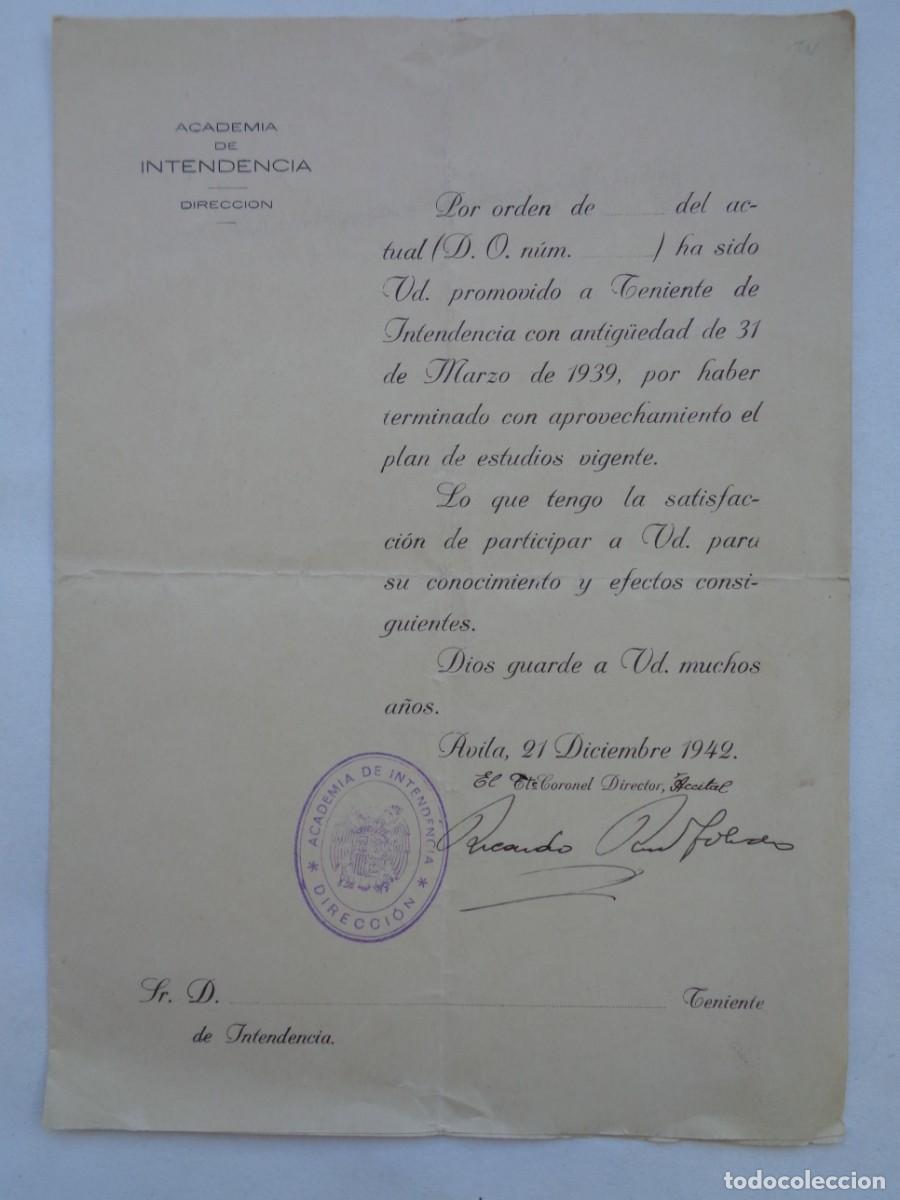 ACADEMIA
DE
INTENDENCIA
DIRECCION
Por orden de ........ del ac-
tual (D. O. núm. ........ ) ha sido
Vd. promovido a Teniente de
Intendencia con antigüedad de 31
de Marzo de 1939, por haber
terminado con aprovechamiento el
plan de estudios vigente.
Lo que tengo la satisfac-
ción de participar a Vd. para
su conocimiento y efectos consi-
guientes.
Dios guarde a Vd. muchos
años.
Avila, 21 Diciembre 1942.
El Tte Coronel Director, Accital
Ricardo
ACADEMIA DE INTENDENCIA
* DIRECCIÓN *
Sr. D. ........ Teniente
de Intendencia.
todocoleccion